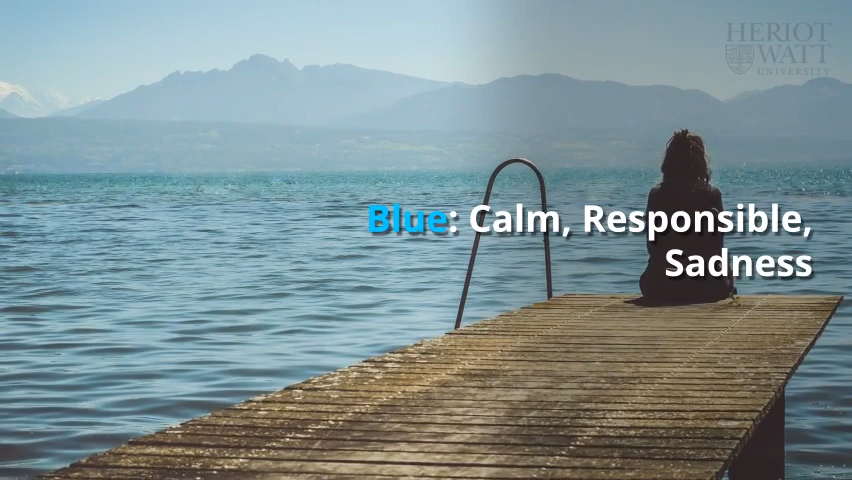 HERIOT
WATT
UNIVERSITY
Blue: Calm, Responsible,
Sadness